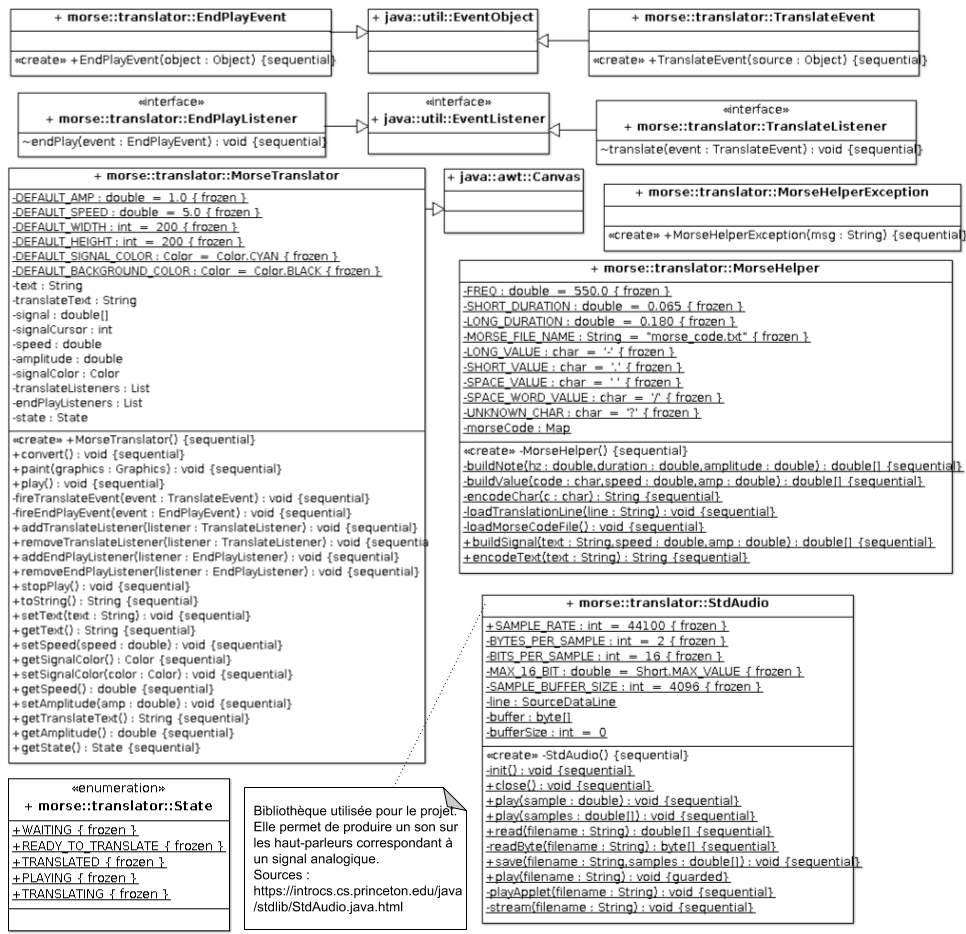 + morse::translator::EndPlayEvent
«create» +EndPlayEvent(object : Object) {sequential}
+ java::util::EventObject
+ morse::translator::TranslateEvent
«create» +TranslateEvent(source : Object) {sequential}
«interface»
+ morse::translator::EndPlayListener
~endPlay(event : EndPlayEvent) : void {sequential}
«interface»
+ java::util::EventListener
«interface»
+ morse::translator::TranslateListener
~translate(event : TranslateEvent) : void {sequential}
+ morse::translator::MorseTranslator
-DEFAULT_AMP : double = 1.0 { frozen }
-DEFAULT_SPEED : double = 5.0 { frozen }
-DEFAULT_WIDTH : int = 200 { frozen }
-DEFAULT_HEIGHT : int = 200 { frozen }
-DEFAULT_SIGNAL_COLOR : Color = Color.CYAN { frozen }
-DEFAULT_BACKGROUND_COLOR : Color = Color.BLACK { frozen }
-text : String
-translateText : String
-signal : double[]
-signalCursor : int
-speed : double
-amplitude : double
-signalColor : Color
-translateListeners : List
-endPlayListeners : List
-state : State
«create» +MorseTranslator() {sequential}
+convert() : void {sequential}
+paint(graphics : Graphics) : void {sequential}
+play() : void {sequential}
-fireTranslateEvent(event : TranslateEvent) : void {sequential}
-fireEndPlayEvent(event : EndPlayEvent) : void {sequential}
+addTranslateListener(listener : TranslateListener) : void {sequential}
+removeTranslateListener(listener : TranslateListener) : void {sequentia
+addEndPlayListener(listener : EndPlayListener) : void {sequential}
+removeEndPlayListener(listener : EndPlayListener) : void {sequential}
+stopPlay() : void {sequential}
+toString() : String {sequential}
+setText(text : String) : void {sequential}
+getText() : String {sequential}
+setSpeed(speed : double) : void {sequential}
+getSignalColor() : Color {sequential}
+setSignalColor(color : Color) : void {sequential}
+getSpeed() : double {sequential}
+setAmplitude(amp : double) : void {sequential}
+getTranslateText() : String {sequential}
+getAmplitude() : double {sequential}
+getState() : State {sequential}
+ java::awt::Canvas
+ morse::translator::MorseHelperException
«create» +MorseHelperException(msg : String) {sequential}
+ morse::translator::MorseHelper
-FREQ : double = 550.0 { frozen }
-SHORT_DURATION : double = 0.065 { frozen }
-LONG_DURATION : double = 0.180 { frozen }
-MORSE_FILE_NAME : String = "morse_code.txt" { frozen }
-LONG_VALUE : char = '-' { frozen }
-SHORT_VALUE : char = '.' { frozen }
-SPACE_VALUE : char = ' ' { frozen }
-SPACE_WORD_VALUE : char = '/' { frozen }
-UNKNOWN_CHAR : char = '?' { frozen }
-morseCode : Map
«create» -MorseHelper() {sequential}
-buildNote(hz : double,duration : double,amplitude : double) : double[] {sequential}
-buildValue(code : char,speed : double,amp : double) : double[] {sequential}
-encodeChar(c : char) : String {sequential}
-loadTranslationLine(line : String) : void {sequential}
-loadMorseCodeFile() : void {sequential}
+buildSignal(text : String,speed : double,amp : double) : double[] {sequential}
+encodeText(text : String) : String {sequential}
+ morse::translator::StdAudio
+SAMPLE_RATE : int = 44100 { frozen }
-BYTES_PER_SAMPLE : int = 2 { frozen }
-BITS_PER_SAMPLE : int = 16 { frozen }
-MAX_16_BIT : double = Short.MAX_VALUE { frozen }
-SAMPLE_BUFFER_SIZE : int = 4096 { frozen }
-line : SourceDataLine
-buffer : byte[]
-bufferSize : int = 0
«create» -StdAudio() {sequential}
-init() : void {sequential}
+close() : void {sequential}
+play(sample : double) : void {sequential}
+play(samples : double[]) : void {sequential}
+read(filename : String) : double[] {sequential}
-readByte(filename : String) : byte[] {sequential}
+save(filename : String,samples : double[]) : void {sequential}
+play(filename : String) : void {guarded}
-playApplet(filename : String) : void {sequential}
-stream(filename : String) : void {sequential}
«enumeration»
+ morse::translator::State
+WAITING { frozen }
+READY_TO_TRANSLATE { frozen }
+TRANSLATED { frozen }
+PLAYING { frozen }
+TRANSLATING { frozen }
Bibliothèque utilisée pour le projet.
Elle permet de produire un son sur
les haut-parleurs correspondant à
un signal analogique.
Sources :
https://introcs.cs.princeton.edu/java
/stdlib/StdAudio.java.html